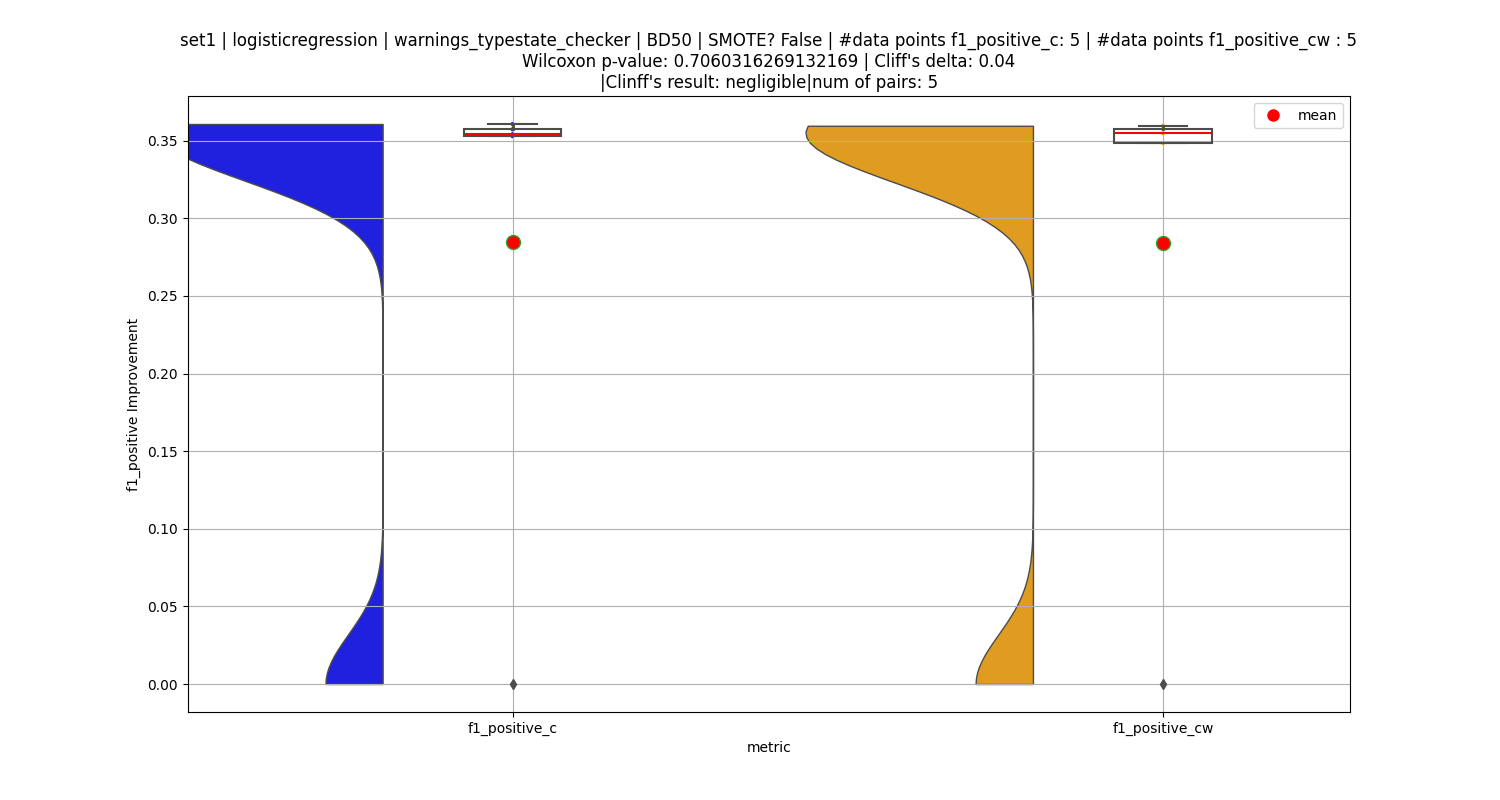 set1 | logisticregression | warnings_typestate_checker | BD50 | SMOTE? False | #data points f1_positive_c: 5 | #data points f1_positive_cw : 5
Wilcoxon p-value: 0.7060316269132169 | Cliff's delta: 0.04
|Clinff's result: negligible|num of pairs: 5
mean
0.35
0.30
0.25
0.20
0.15
0.10
0.05
0.00
f1_positive Improvement
f1_positive_c
f1_positive_cw
metric